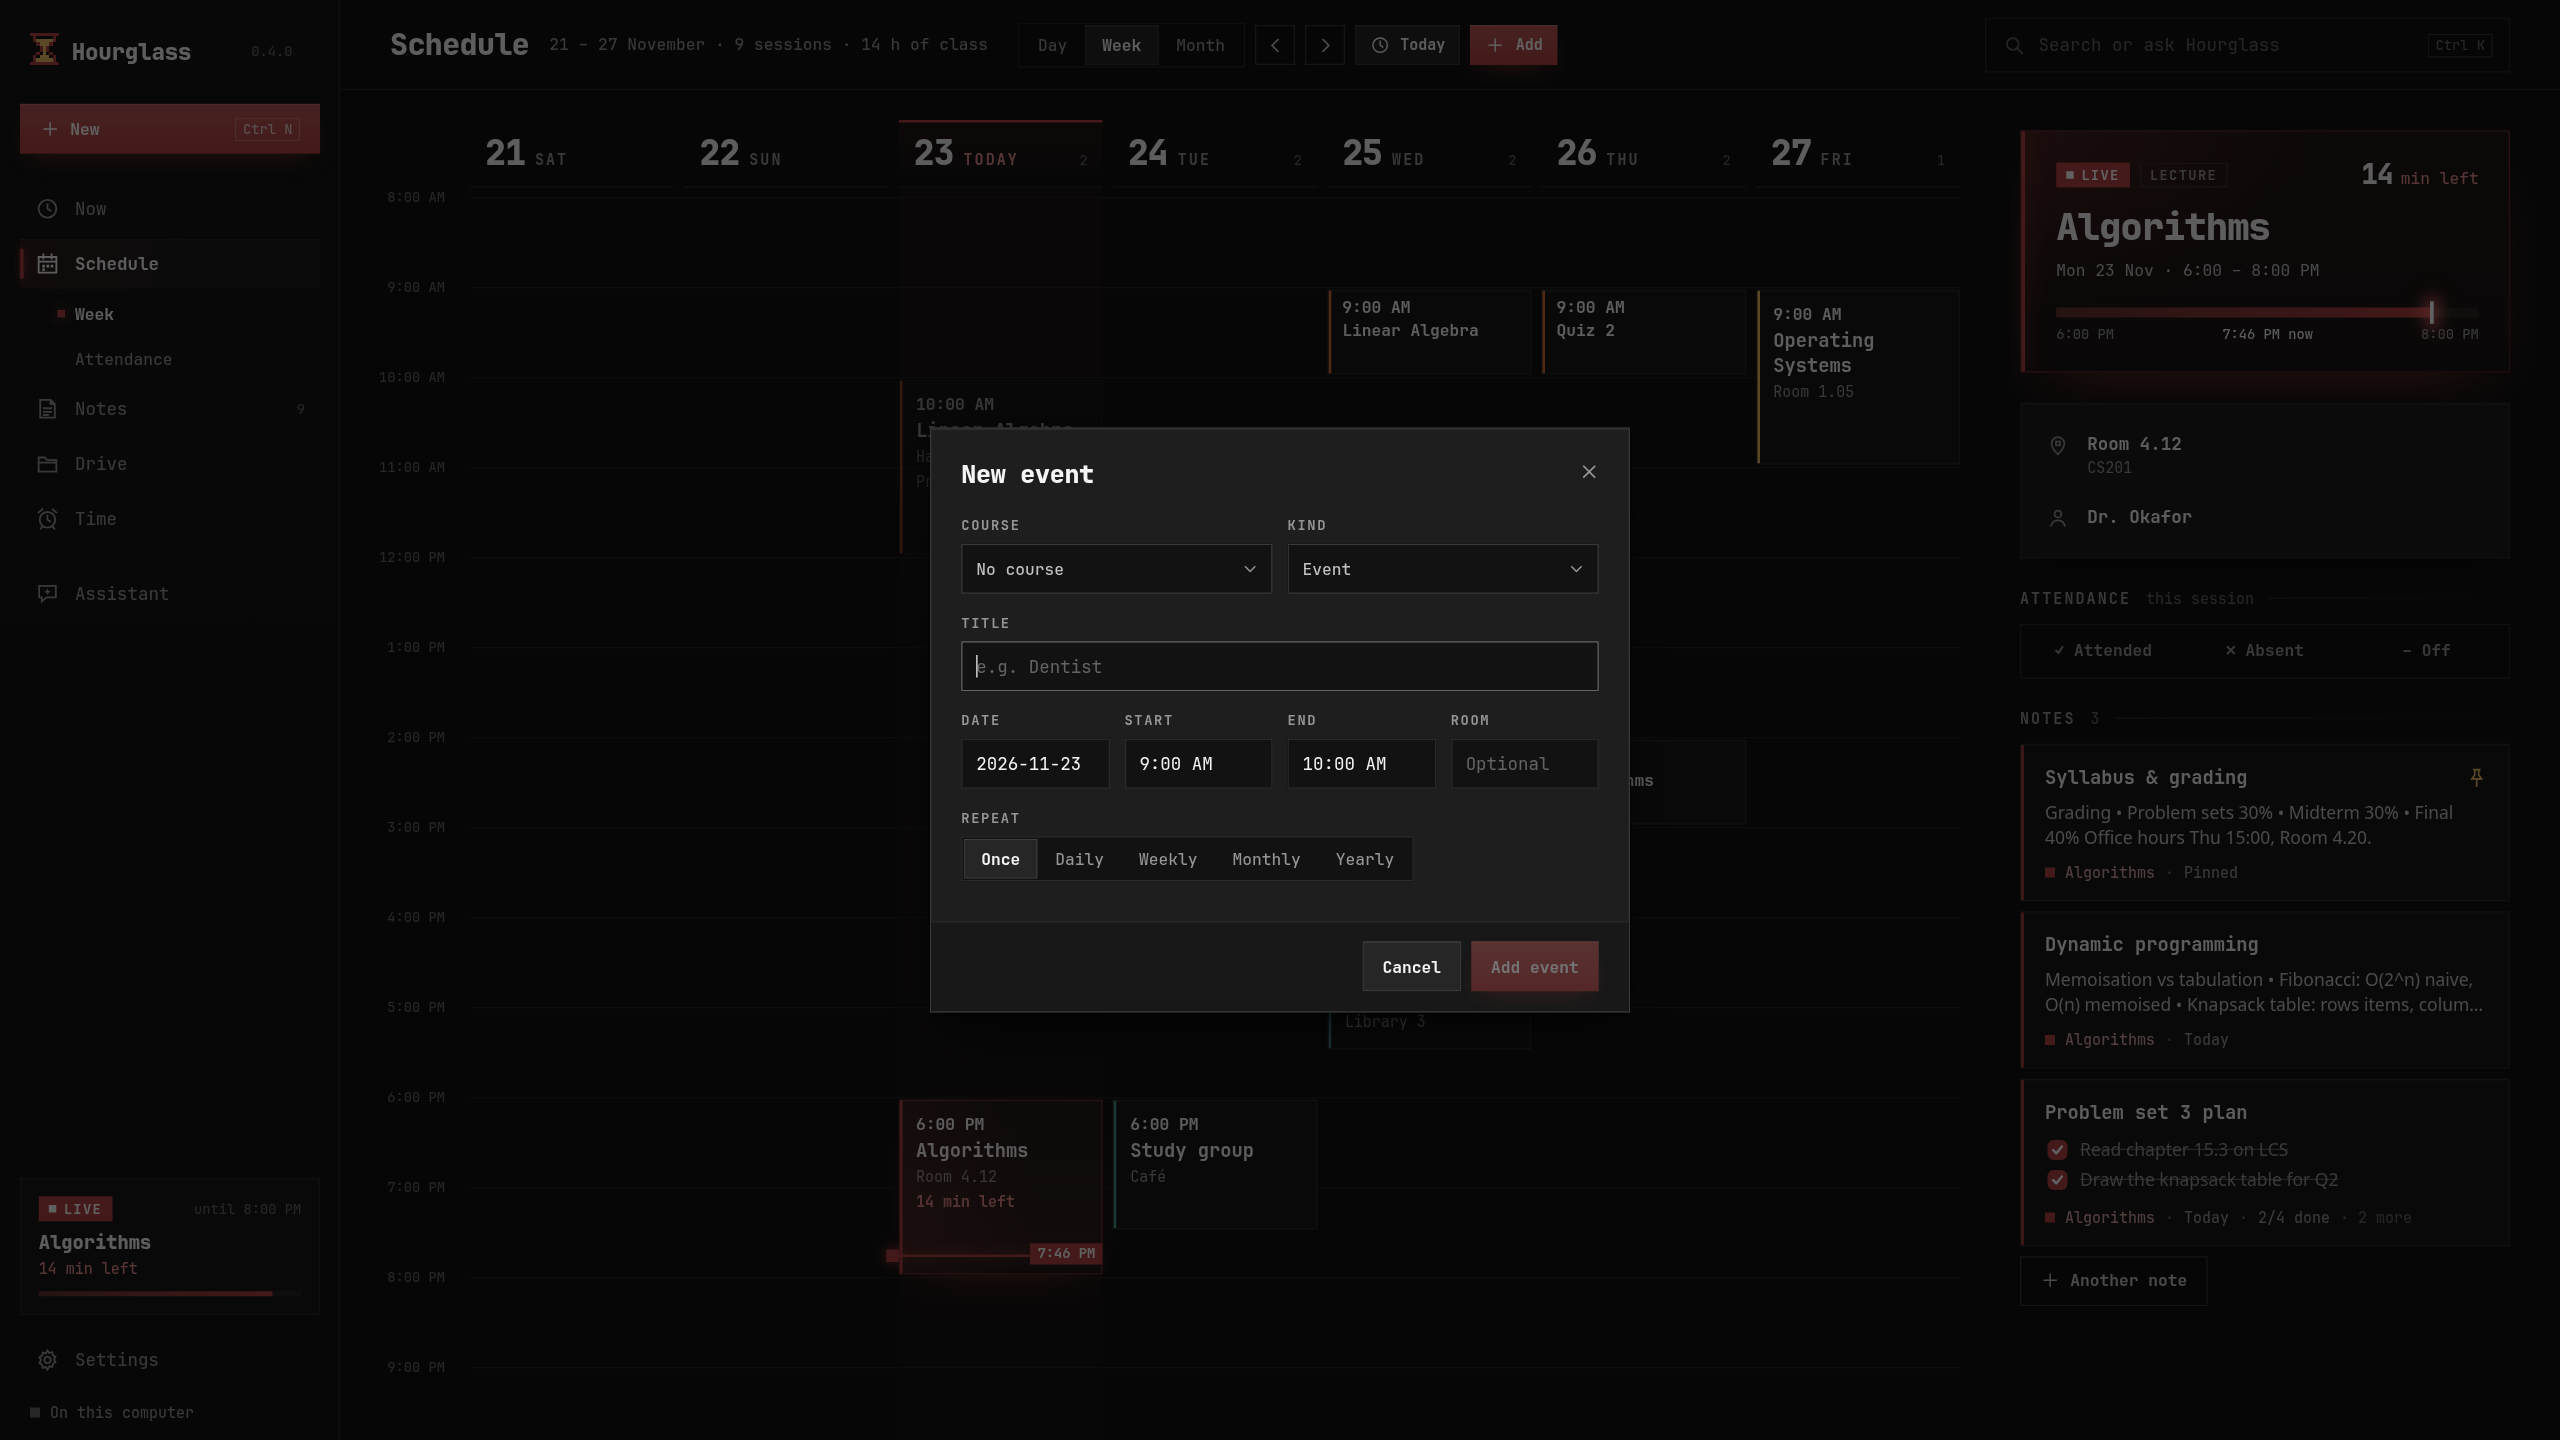 Hourglass
0.4.0
New
Ctrl N
Now
Schedule
Week
Attendance
Notes
9
Drive
Time
Assistant
LIVE
until 8:00 PM
Algorithms
14 min left
Settings
On this computer
Schedule
21 – 27 November · 9 sessions · 14 h of class
Day
Week
Month
Today
Add
Search or ask Hourglass
Ctrl K
21 SAT
22 SUN
23 TODAY 2
24 TUE 2
25 WED 2
26 THU 2
27 FRI 1
8:00 AM
9:00 AM
10:00 AM
11:00 AM
12:00 PM
1:00 PM
2:00 PM
3:00 PM
4:00 PM
5:00 PM
6:00 PM
7:00 PM
8:00 PM
9:00 PM
10:00 AM
9:00 AM
Linear Algebra
9:00 AM
Quiz 2
9:00 AM
Operating
Systems
Room 1.05
Library 3
6:00 PM
Algorithms
Room 4.12
14 min left
7:46 PM
6:00 PM
Study group
Café
New event
COURSE
No course
KIND
Event
TITLE
e.g. Dentist
DATE
2026-11-23
START
9:00 AM
END
10:00 AM
ROOM
Optional
REPEAT
Once
Daily
Weekly
Monthly
Yearly
Cancel
Add event
LIVE
LECTURE
14 min left
Algorithms
Mon 23 Nov · 6:00 – 8:00 PM
6:00 PM
7:46 PM now
8:00 PM
Room 4.12
CS201
Dr. Okafor
ATTENDANCE this session
Attended
Absent
Off
NOTES 3
Syllabus & grading
Grading • Problem sets 30% • Midterm 30% • Final
40% Office hours Thu 15:00, Room 4.20.
Algorithms · Pinned
Dynamic programming
Memoisation vs tabulation • Fibonacci: O(2^n) naive,
O(n) memoised • Knapsack table: rows items, colum…
Algorithms · Today
Problem set 3 plan
Read chapter 15.3 on LCS
Draw the knapsack table for Q2
Algorithms · Today · 2/4 done · 2 more
Another note